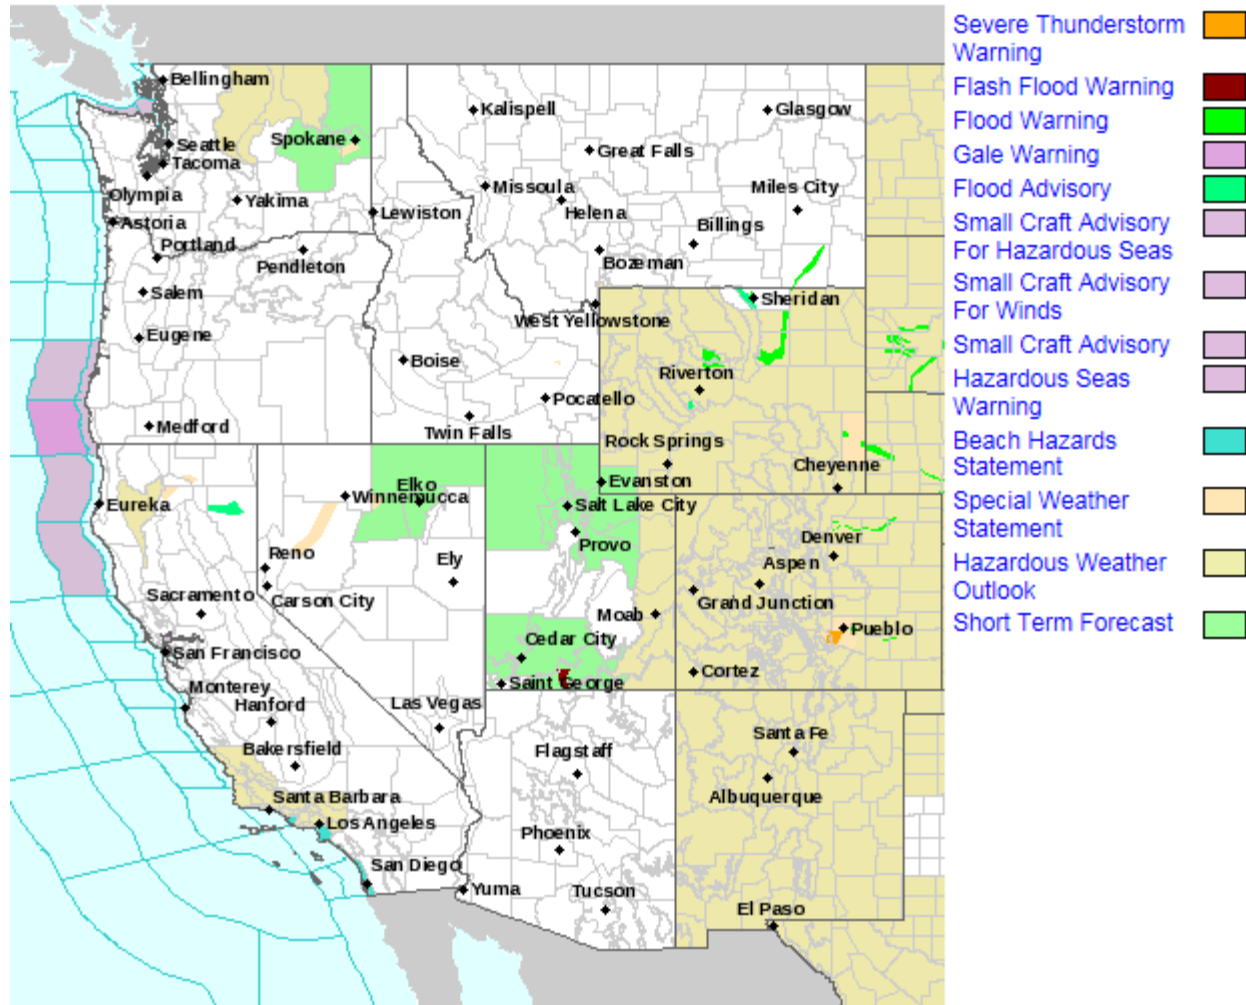 Bellingham
Kalispell
Glasgow
Seattle
Spokane
Great Falls
Tacoma
Olympia
Missoula
Miles City
Yakima
Helena
Astoria
Lewiston
Billings
Portland
Pendleton
Bozeman
Salem
Sheridan
West Yellowstone
Eugene
Boise
Riverton
Pocatello
Medford
Twin Falls
Rock Springs
Cheyenne
Elko
Evanston
Winnemucca
Eureka
Salt Lake City
Provo
Denver
Reno
Ely
Aspen
Sacramento
Carson City
Moab
Grand Junction
Pueblo
Cedar City
San Francisco
Cortez
Saint George
Monterey
Hanford
Las Vegas
Santa Fe
Bakersfield
Flagstaff
Albuquerque
Santa Barbara
Los Angeles
Phoenix
San Diego
Yuma
Tucson
El Paso
Severe Thunderstorm
Warning
Flash Flood Warning
Flood Warning
Gale Warning
Flood Advisory
Small Craft Advisory
For Hazardous Seas
Small Craft Advisory
For Winds
Small Craft Advisory
Hazardous Seas
Warning
Beach Hazards
Statement
Special Weather
Statement
Hazardous Weather
Outlook
Short Term Forecast